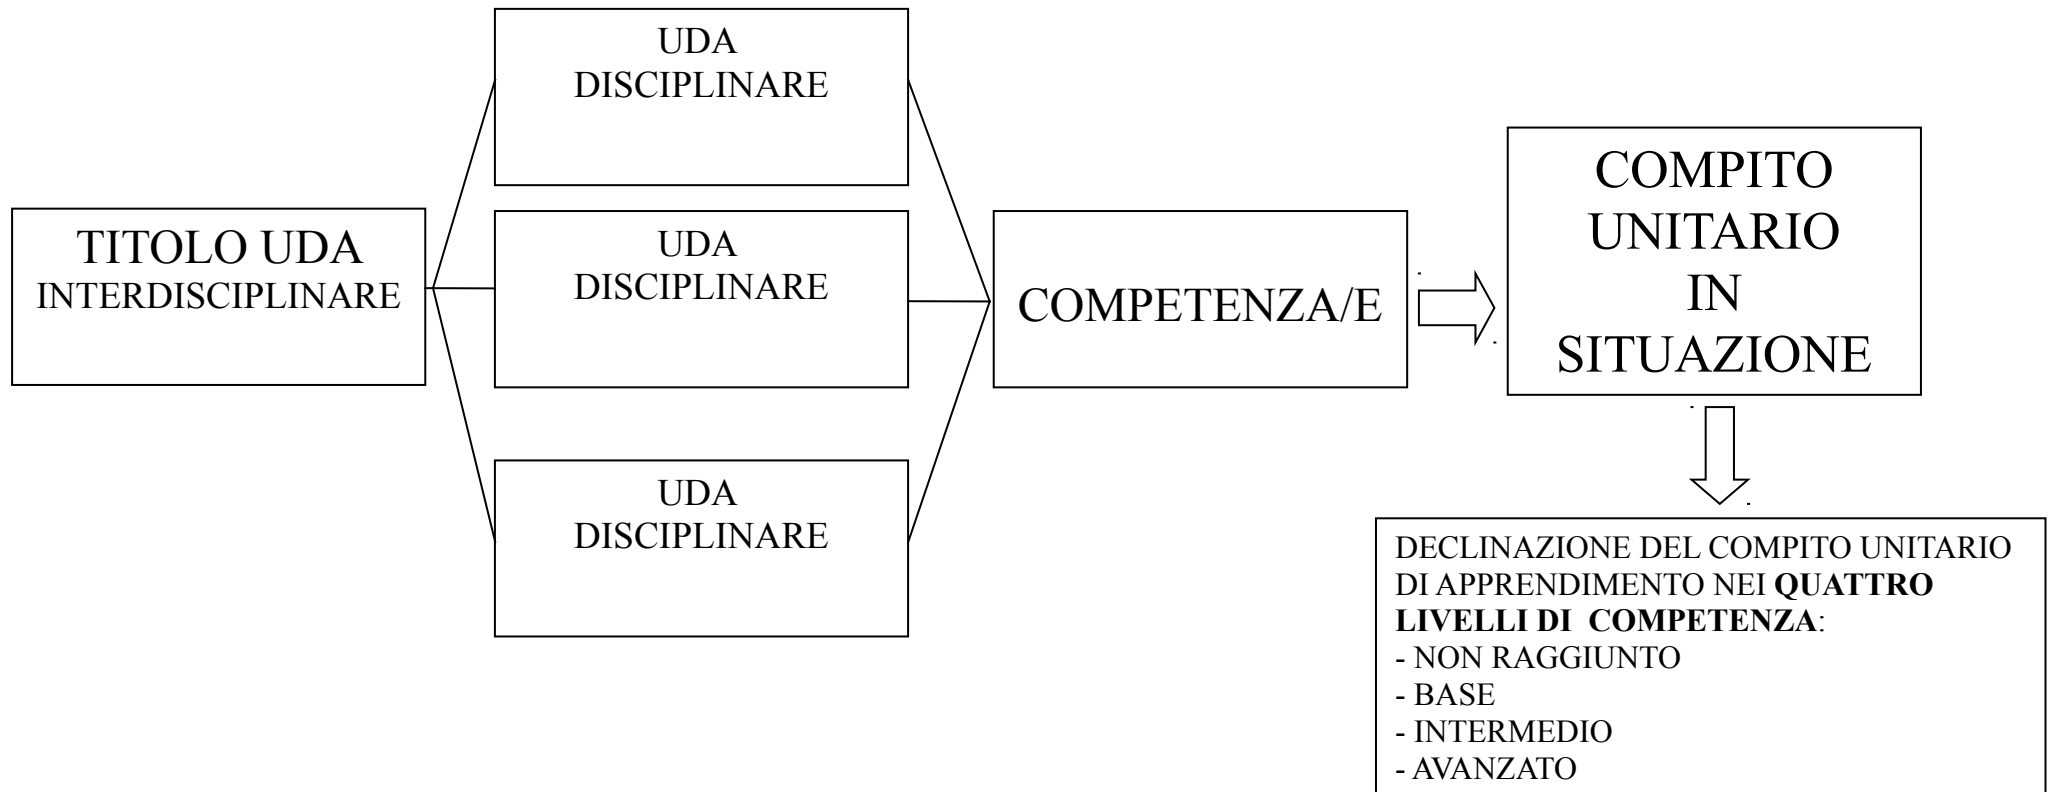 TITOLO UDA
INTERDISCIPLINARE
UDA
DISCIPLINARE
UDA
DISCIPLINARE
UDA
DISCIPLINARE
COMPETENZA/E
COMPITO
UNITARIO
IN
SITUAZIONE
DECLINAZIONE DEL COMPITO UNITARIO
DI APPRENDIMENTO NEI QUATTRO
LIVELLI DI COMPETENZA:
- NON RAGGIUNTO
- BASE
- INTERMEDIO
- AVANZATO